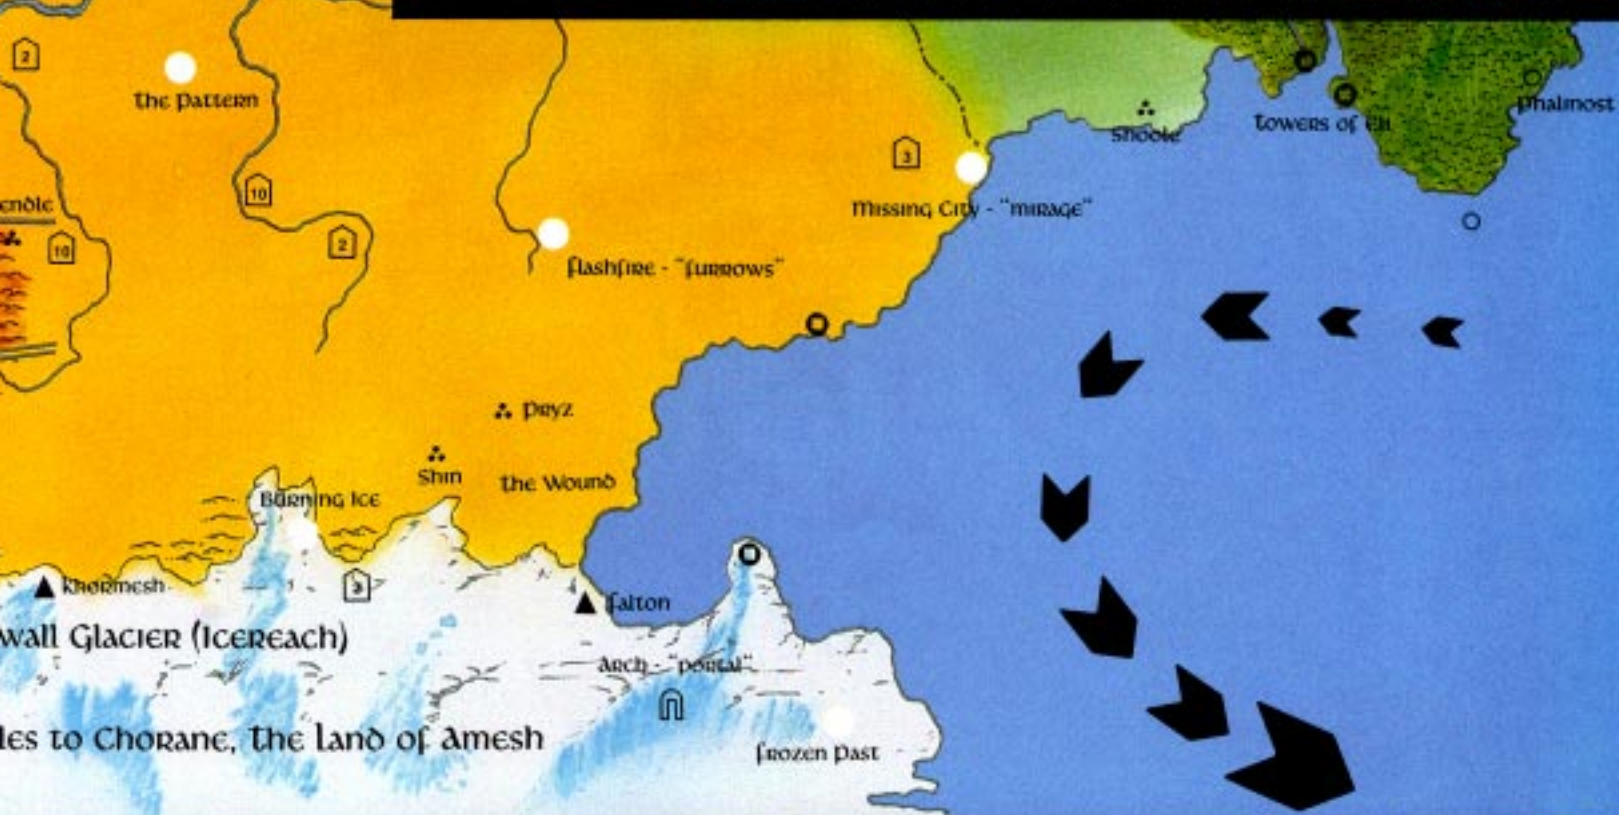 2
The Pattern
3
10
2
10
endle
Shoole
Towers of Eli
Phalinost
Missing City - "mirage"
flashfire - "furrows"
Pryz
Shin
The Wound
Burning Ice
3
Khormesh
falton
wall Glacier (Icereach)
Arch - "portal"
les to Chorane, The land of Amesh
frozen Past